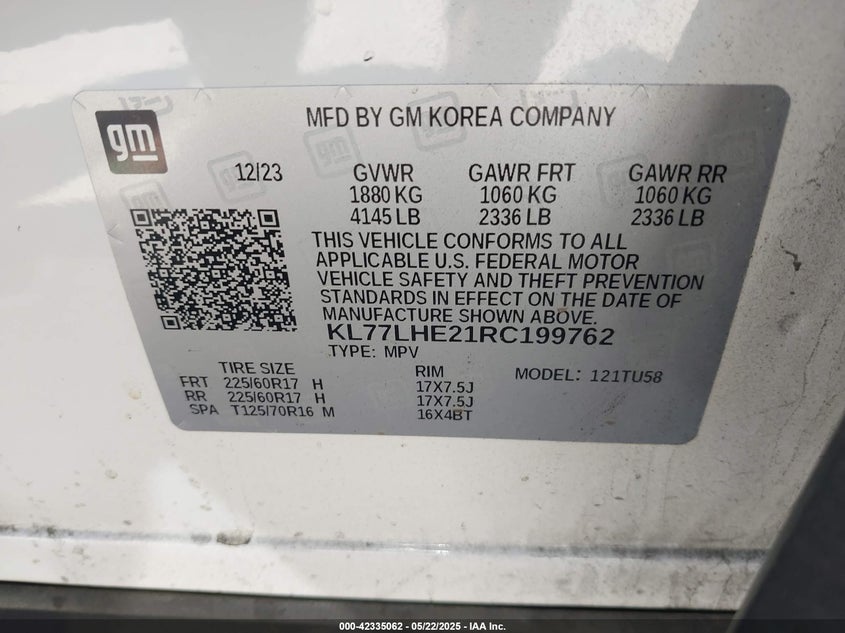 gm
MFD BY GM KOREA COMPANY
12/23 GVWR GAWR FRT GAWR RR
1880 KG 1060 KG 1060 KG
4145 LB 2336 LB 2336 LB
THIS VEHICLE CONFORMS TO ALL
APPLICABLE U.S. FEDERAL MOTOR
VEHICLE SAFETY AND THEFT PREVENTION
STANDARDS IN EFFECT ON THE DATE OF
MANUFACTURE SHOWN ABOVE.
KL77LHE21RC199762
TYPE: MPV
TIRE SIZE RIM MODEL: 121TU58
FRT 225/60R17 H 17X7.5J
RR 225/60R17 H 17X7.5J
SPA T125/70R16 M 16X4BT
000-42335062 - 05/22/2025 - IAA Inc.